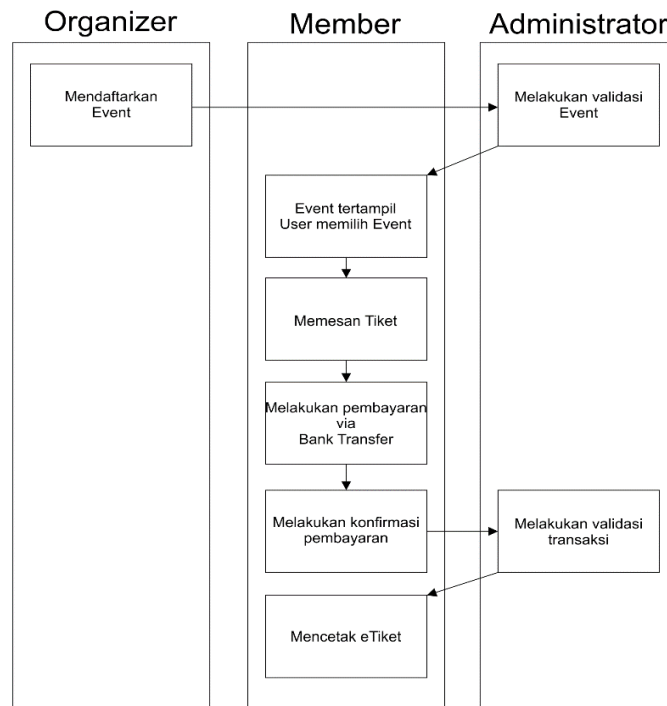 Organizer
Member
Administrator
Mendaftarkan
Event
Melakukan validasi
Event
Event tertampil
User memilih Event
Memesan Tiket
Melakukan pembayaran
via
Bank Transfer
Melakukan konfirmasi
pembayaran
Melakukan validasi
transaksi
Mencetak eTiket